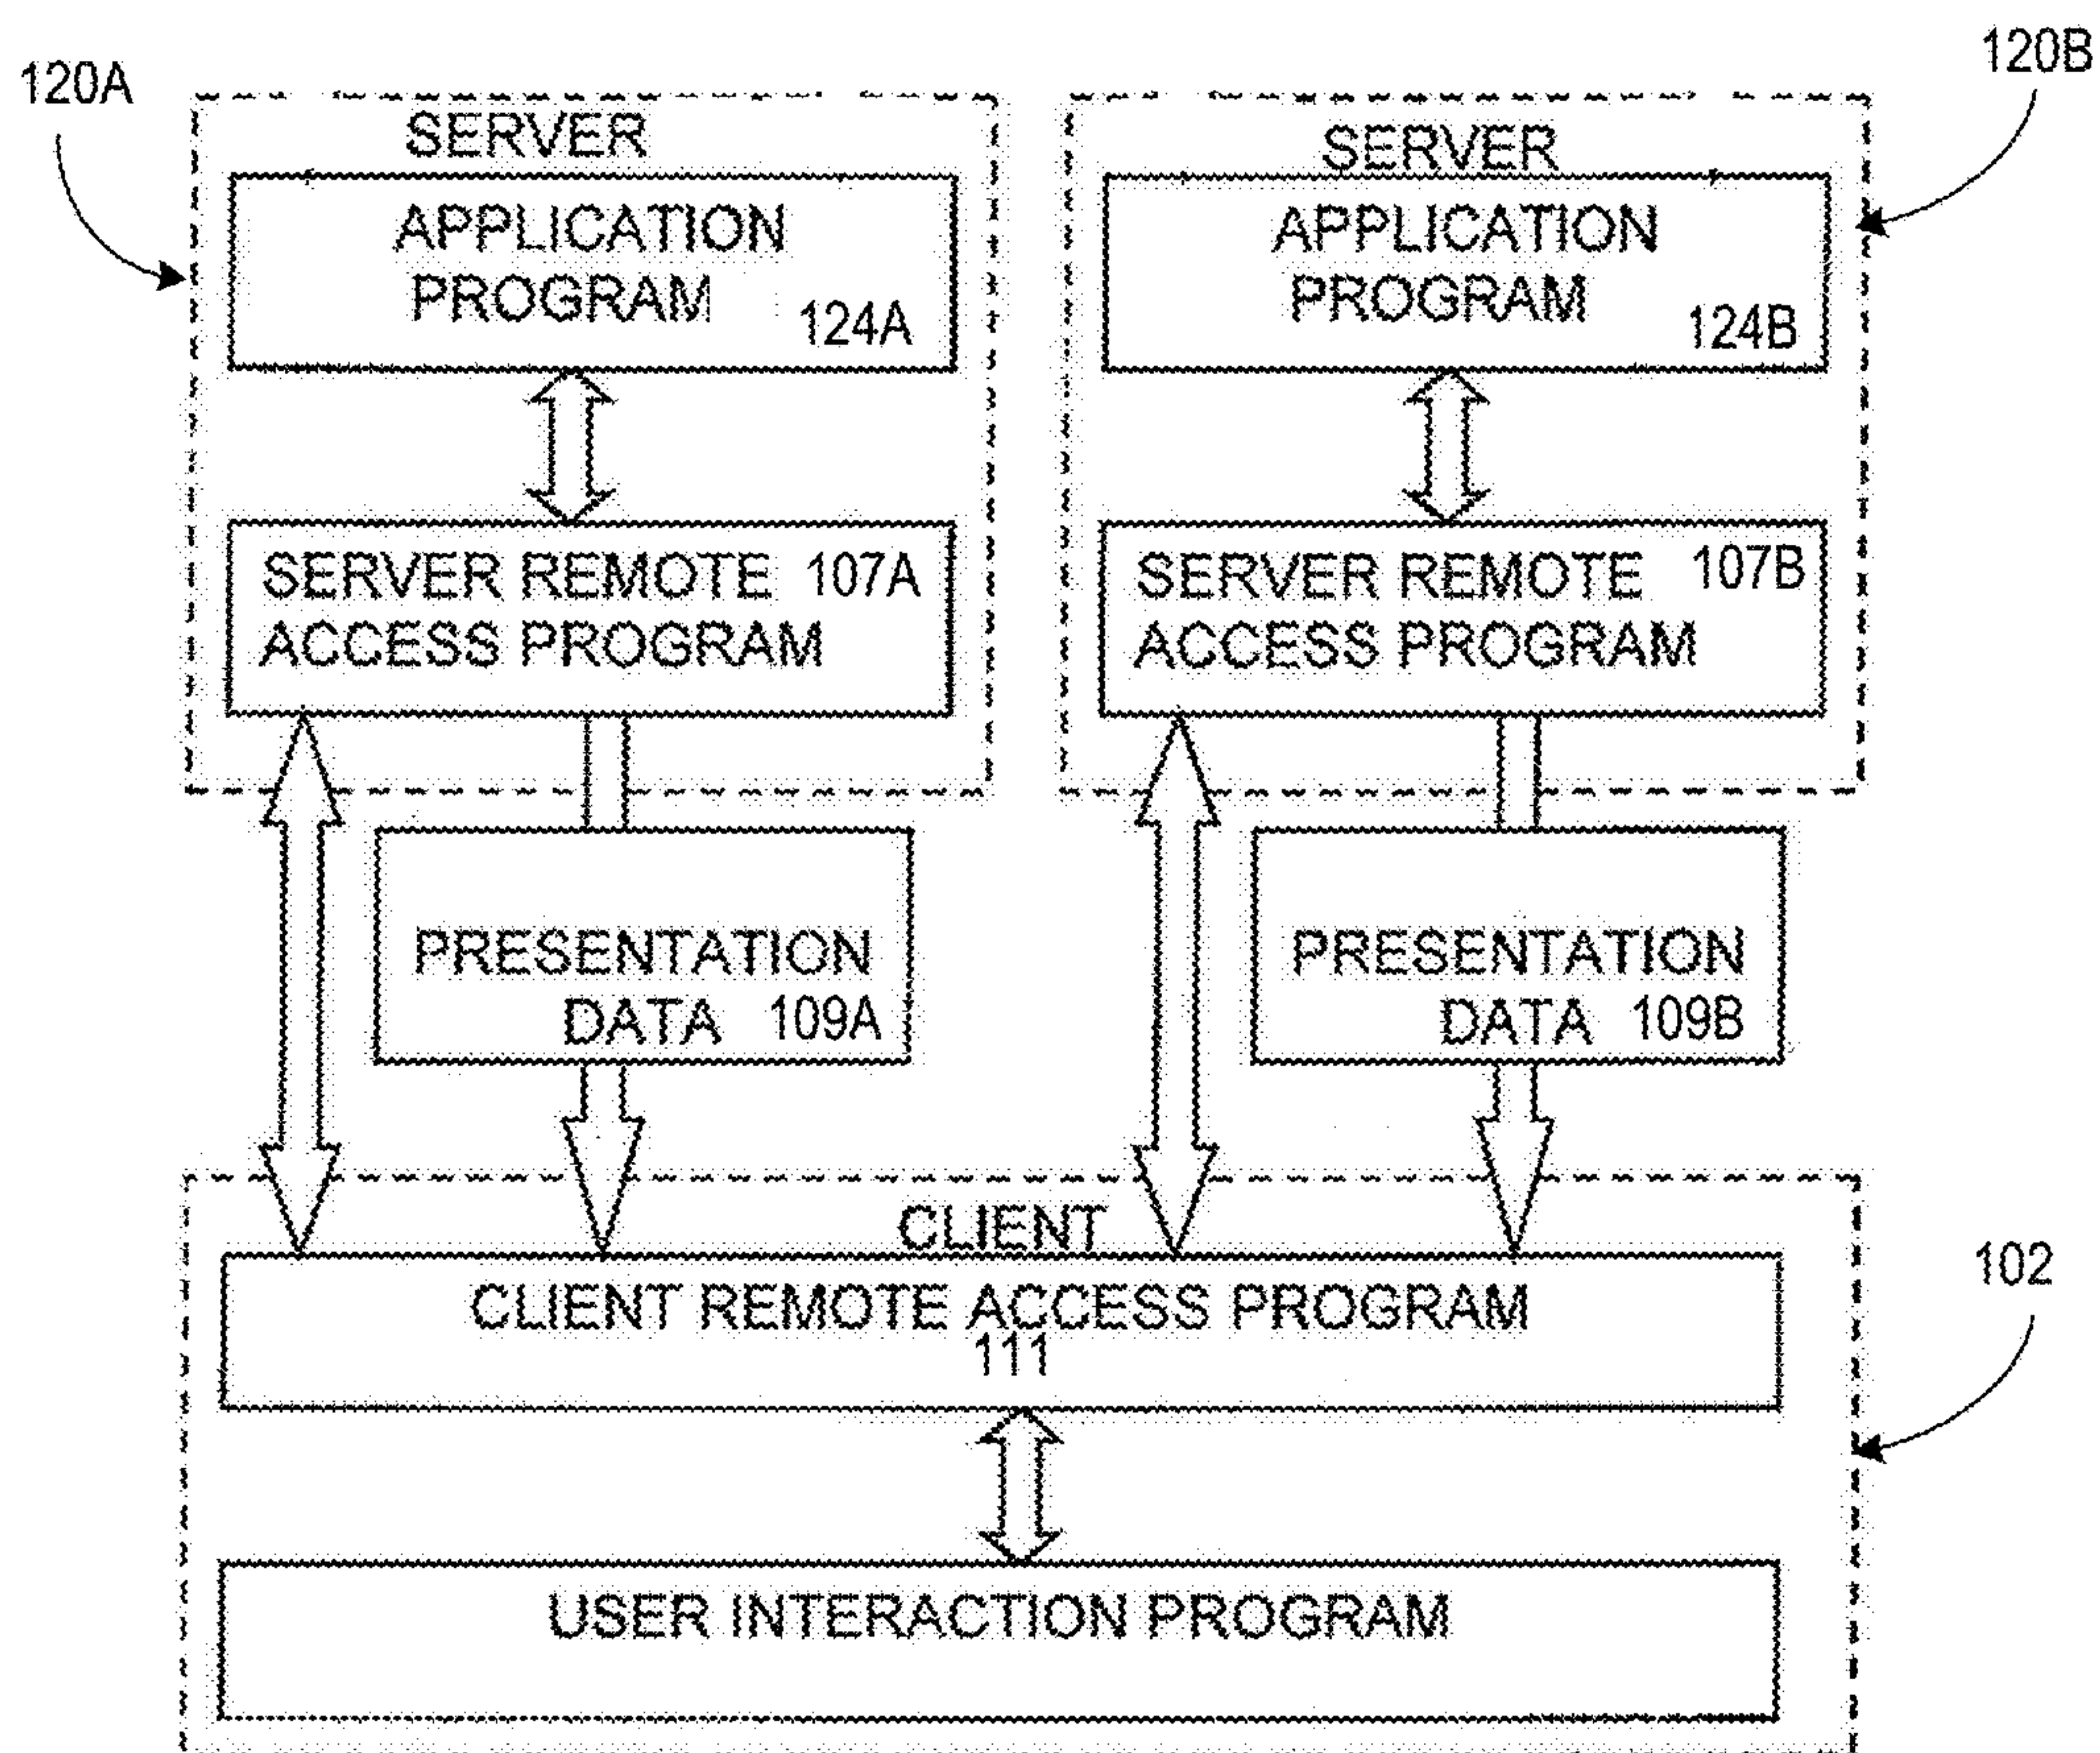 120A
120B
SERVER
SERVER
APPLICATION
PROGRAM
124A
APPLICATION
PROGRAM
124B
SERVER REMOTE 107A
ACCESS PROGRAM
SERVER REMOTE 107B
ACCESS PROGRAM
PRESENTATION
DATA 109A
PRESENTATION
DATA 109B
CLIENT
CLIENT REMOTE ACCESS PROGRAM
111
102
USER INTERACTION PROGRAM